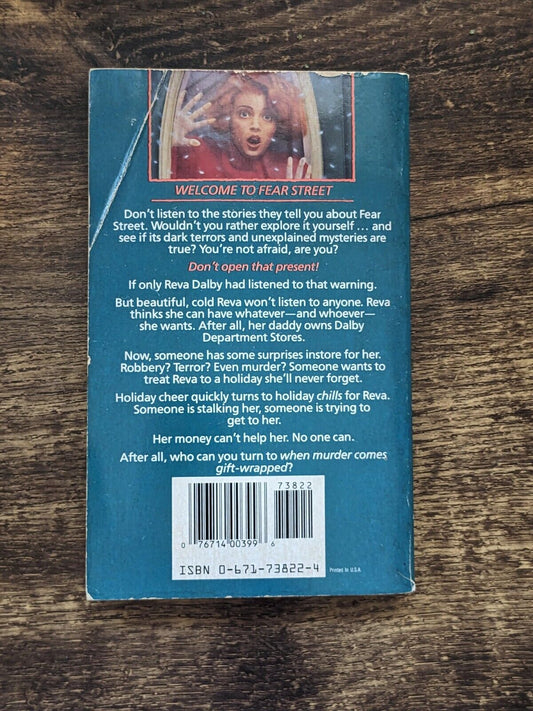 WELCOME TO FEAR STREET
Don't listen to the stories they tell you about Fear
Street. Wouldn't you rather explore it yourself ... and
see if its dark terrors and unexplained mysteries are
true? You're not afraid, are you?
Don't open that present!
If only Reva Dalby had listened to that warning.
But beautiful, cold Reva won't listen to anyone. Reva
thinks she can have whatever—and whoever—
she wants. After all, her daddy owns Dalby
Department Stores.
Now, someone has some surprises instore for her.
Robbery? Terror? Even murder? Someone wants to
treat Reva to a holiday she'll never forget.
Holiday cheer quickly turns to holiday chills for Reva.
Someone is stalking her, someone is trying to
get to her.
Her money can't help her. No one can.
After all, who can you turn to when murder comes
gift-wrapped?
73822
0 76714 00399 6
ISBN 0-671-73822-4
Printed In U.S.A.